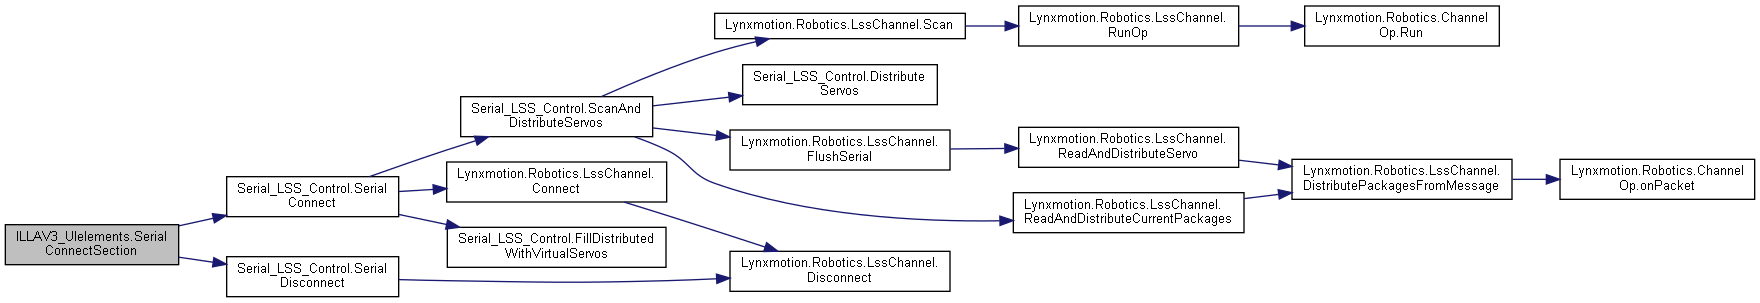 Lynxmotion.Robotics.LssChannel.Scan
Lynxmotion.Robotics.LssChannel.
RunOp
Lynxmotion.Robotics.Channel
Op.Run
Serial_LSS_Control.Distribute
Servos
Serial_LSS_Control.ScanAnd
DistributeServos
Lynxmotion.Robotics.LssChannel.
FlushSerial
Lynxmotion.Robotics.LssChannel.
ReadAndDistributeServo
Lynxmotion.Robotics.LssChannel.
DistributePackagesFromMessage
Lynxmotion.Robotics.Channel
Op.onPacket
Lynxmotion.Robotics.LssChannel.
Connect
Serial_LSS_Control.Serial
Connect
Lynxmotion.Robotics.LssChannel.
ReadAndDistributeCurrentPackages
ILLAV3_UIelements.Serial
ConnectSection
Serial_LSS_Control.FillDistributed
WithVirtualServos
Serial_LSS_Control.Serial
Disconnect
Lynxmotion.Robotics.LssChannel.
Disconnect